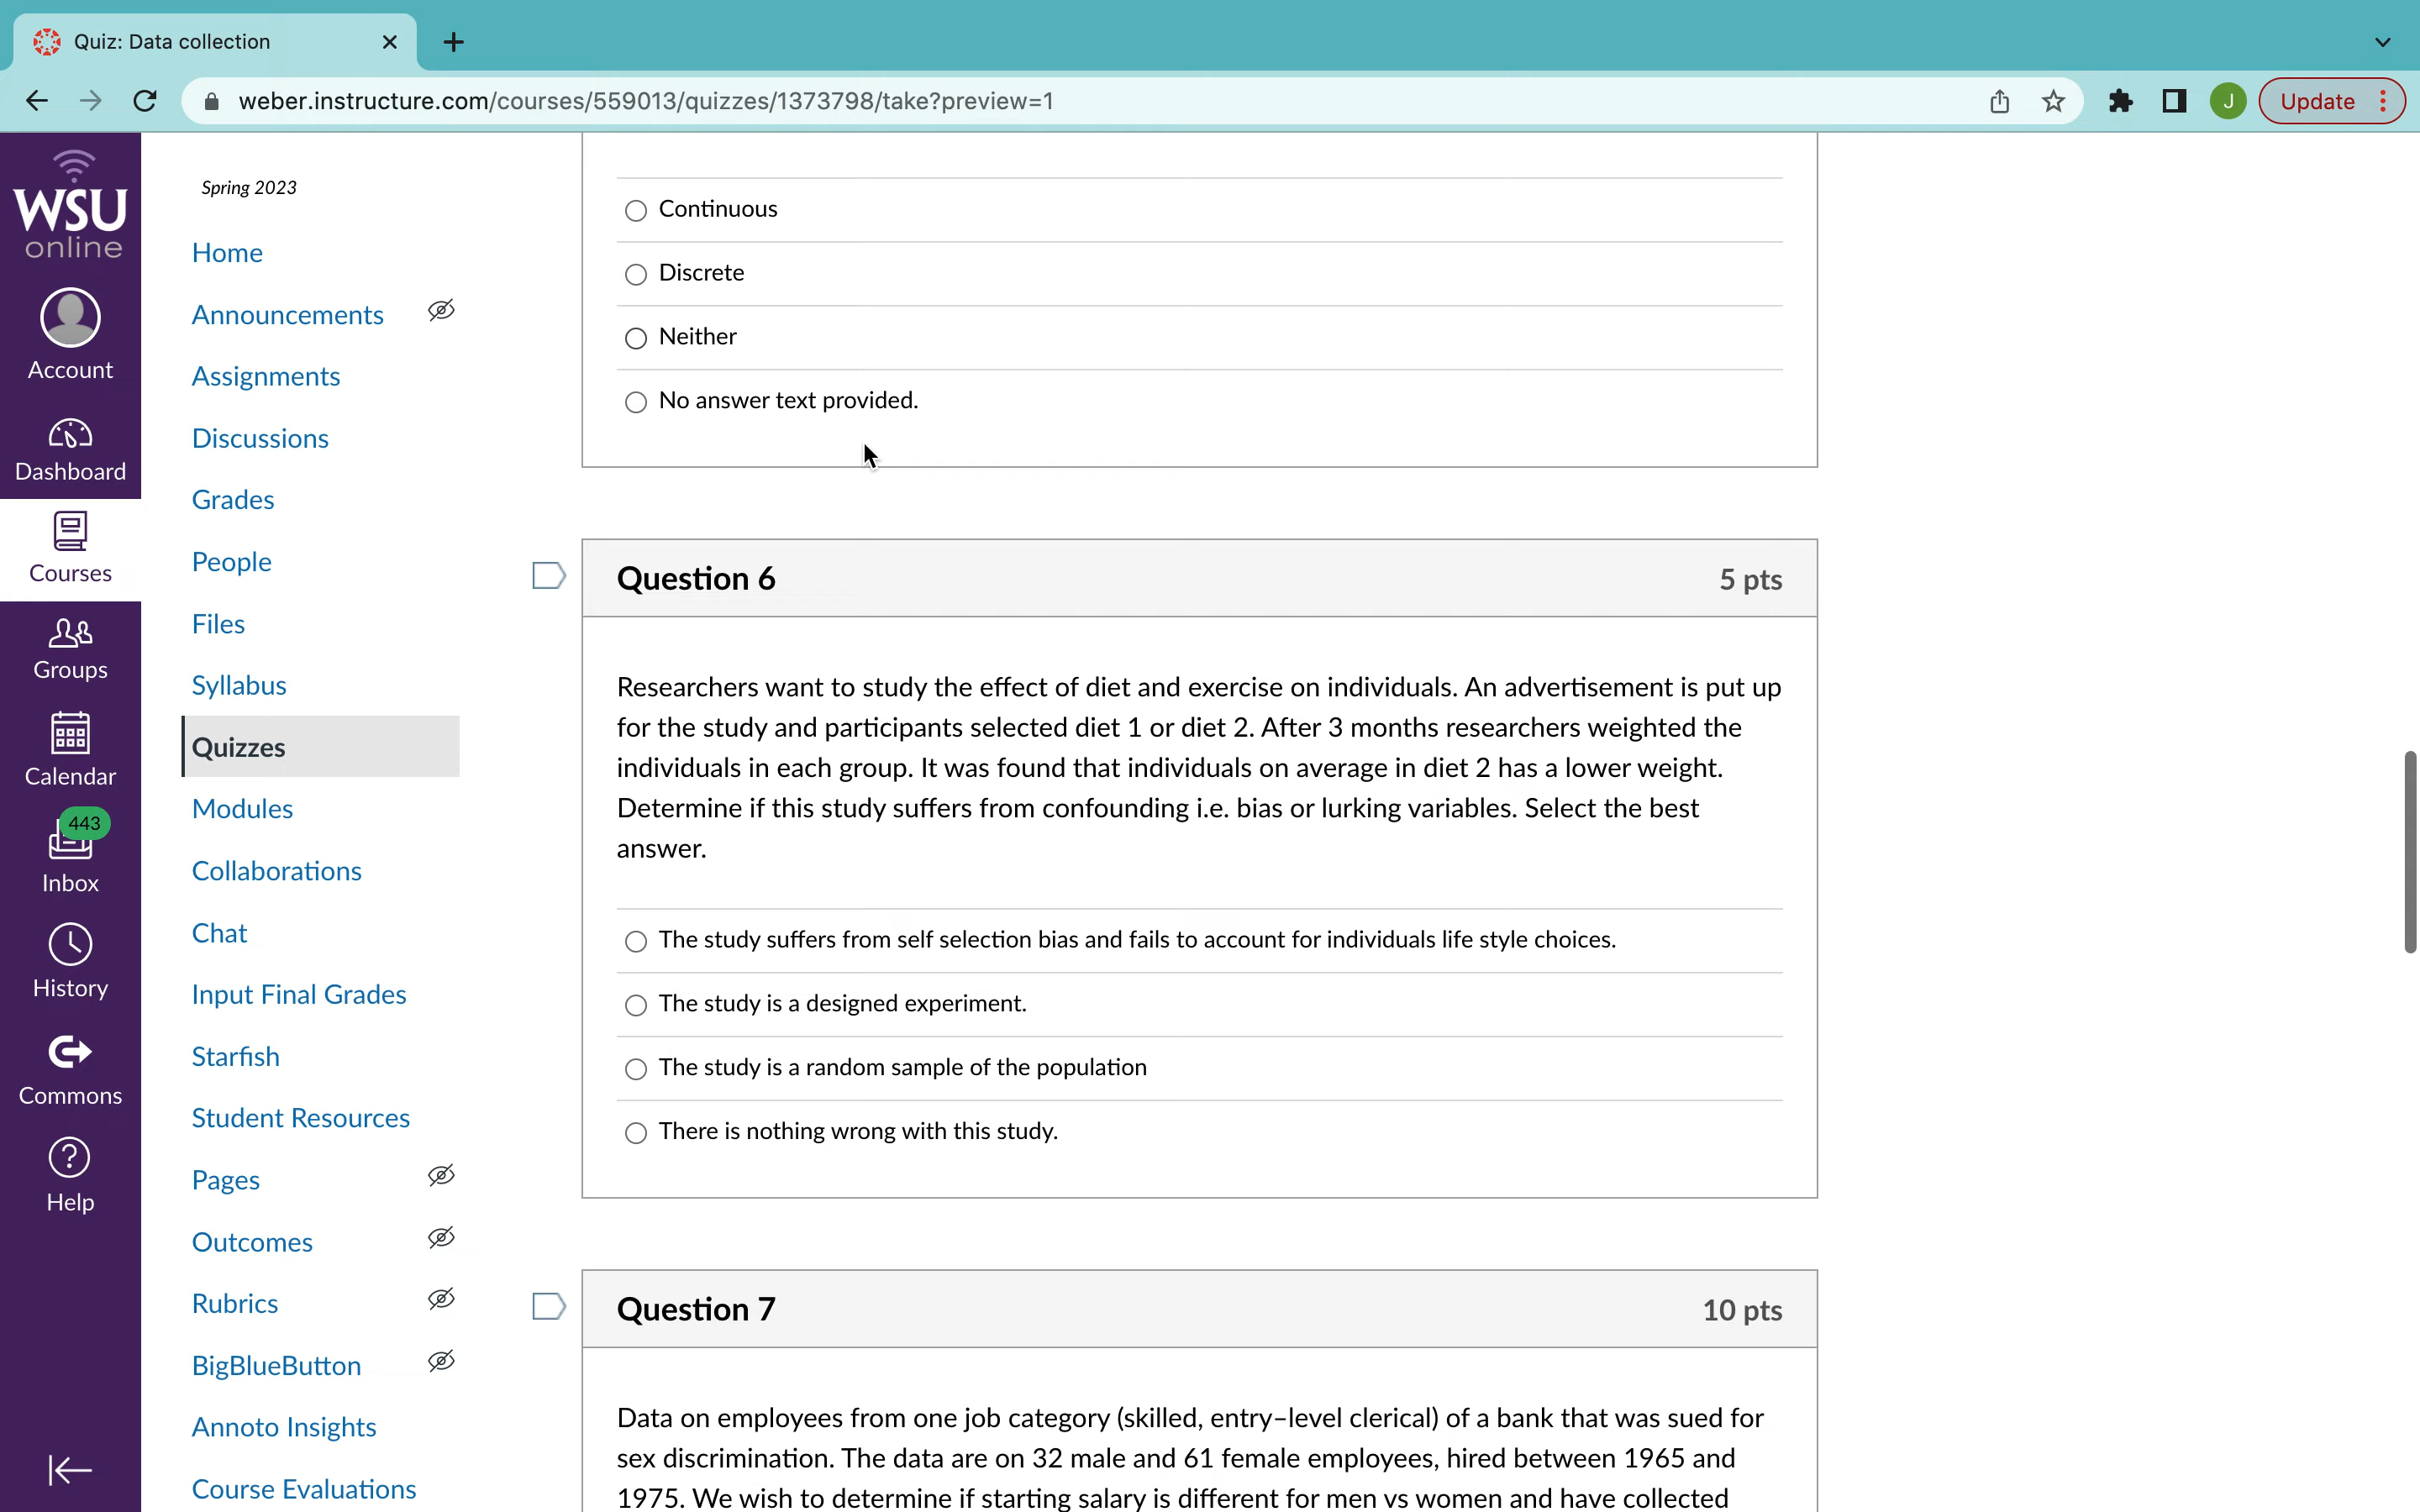 Quiz: Data collection
weber.instructure.com/courses/559013/quizzes/1373798/take?preview=1
J
Update
WSU
online
Account
Dashboard
Courses
Groups
Calendar
443
Inbox
History
Commons
Help
Spring 2023
Home
Announcements
Assignments
Discussions
Grades
People
Files
Syllabus
Quizzes
Modules
Collaborations
Chat
Input Final Grades
Starfish
Student Resources
Pages
Outcomes
Rubrics
BigBlueButton
Annoto Insights
Course Evaluations
Continuous
Discrete
Neither
No answer text provided.
Question 6
5 pts
Researchers want to study the effect of diet and exercise on individuals. An advertisement is put up
for the study and participants selected diet 1 or diet 2. After 3 months researchers weighted the
individuals in each group. It was found that individuals on average in diet 2 has a lower weight.
Determine if this study suffers from confounding i.e. bias or lurking variables. Select the best
answer.
The study suffers from self selection bias and fails to account for individuals life style choices.
The study is a designed experiment.
The study is a random sample of the population
There is nothing wrong with this study.
Question 7
10 pts
Data on employees from one job category (skilled, entry–level clerical) of a bank that was sued for
sex discrimination. The data are on 32 male and 61 female employees, hired between 1965 and
1975. We wish to determine if starting salary is different for men vs women and have collected